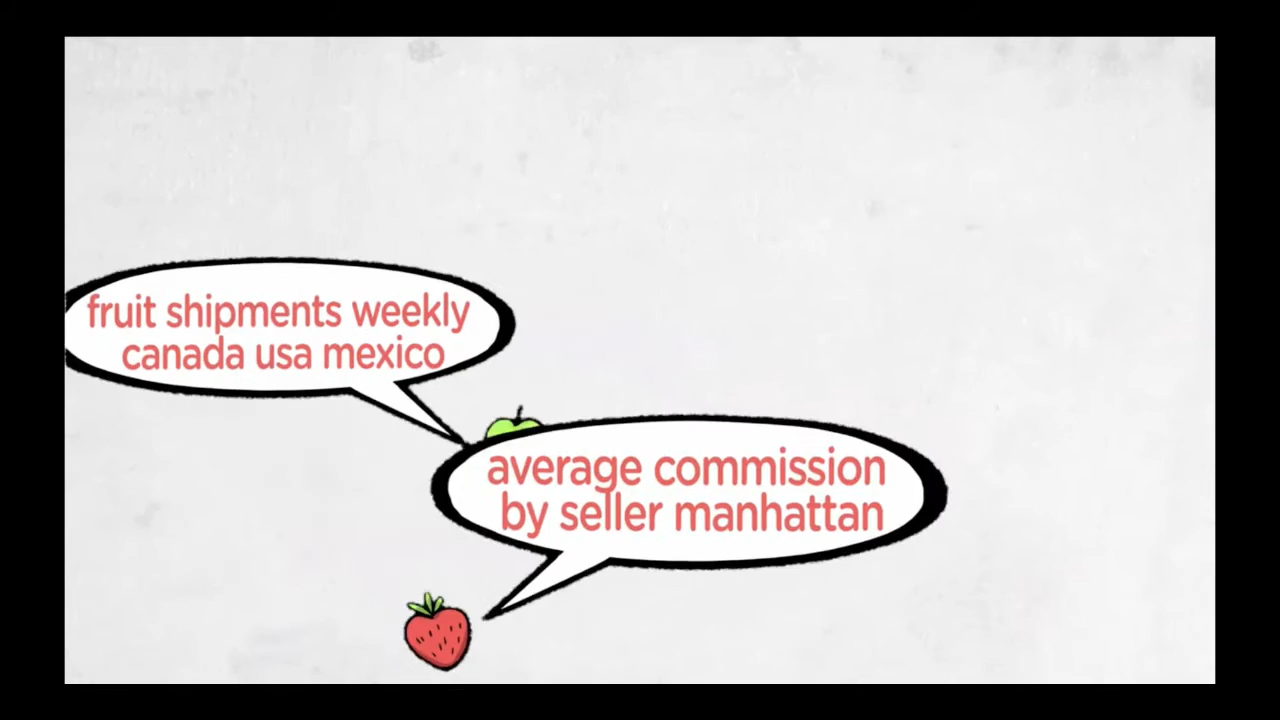 fruit shipments weekly
canada usa mexico
average commission
by seller manhattan